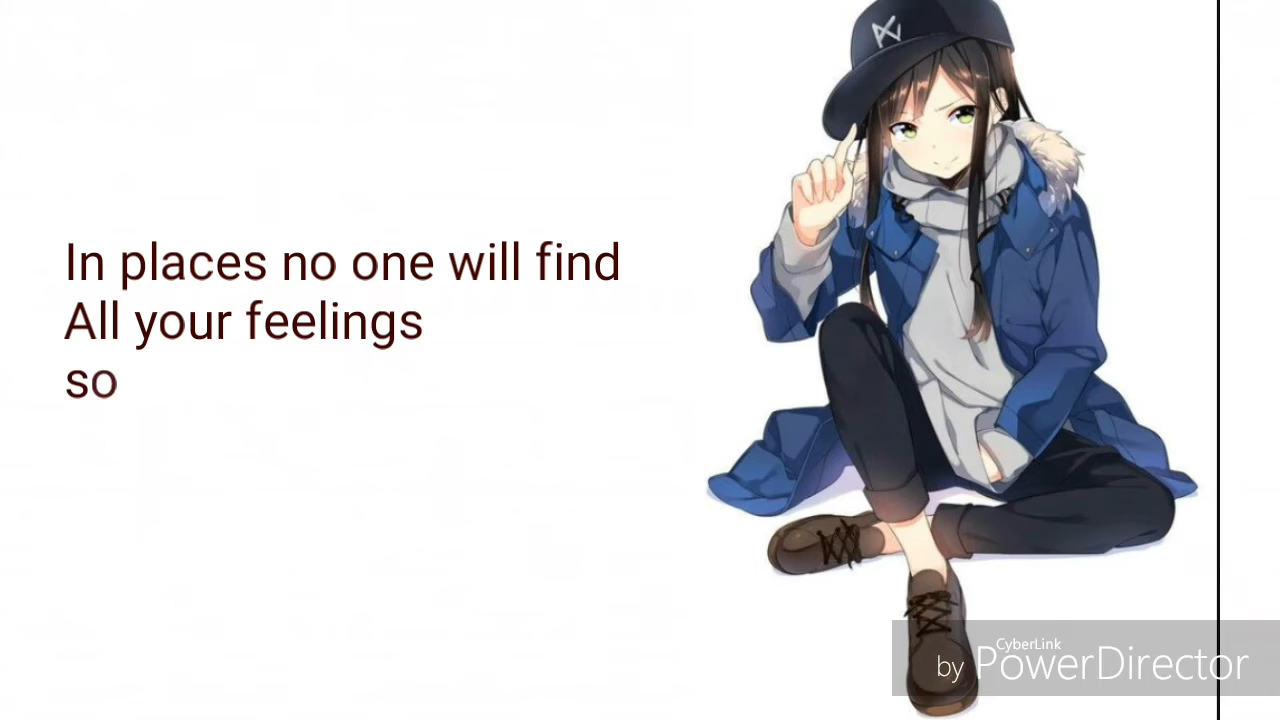 In places no one will find
All your feelings
so
CyberLink
by PowerDirector